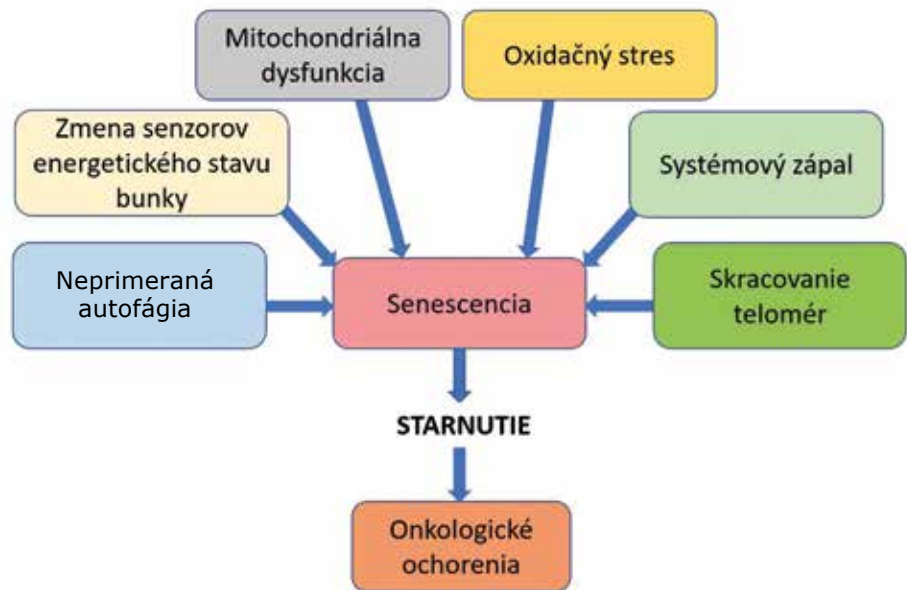 Mitochondriálna
dysfunkcia
Oxidačný stres
Zmena senzorov
energetického stavu
bunky
Systémový zápal
Neprimeraná
autofágia
Senescencia
Skracovanie
telomér
STARNUTIE
Onkologické
ochorenia